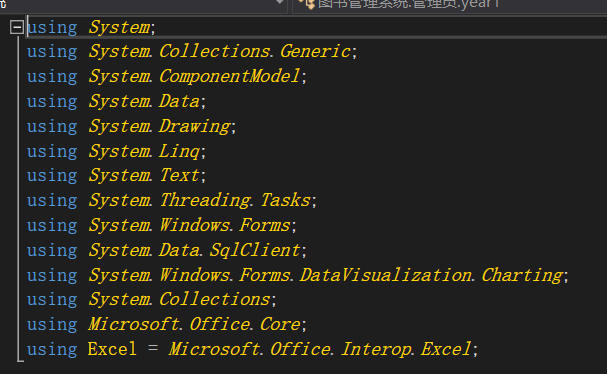 图书管理系统.管理员.year1
using System;
using System.Collections.Generic;
using System.ComponentModel;
using System.Data;
using System.Drawing;
using System.Linq;
using System.Text;
using System.Threading.Tasks;
using System.Windows.Forms;
using System.Data.SqlClient;
using System.Windows.Forms.DataVisualization.Charting;
using System.Collections;
using Microsoft.Office.Core;
using Excel = Microsoft.Office.Interop.Excel;